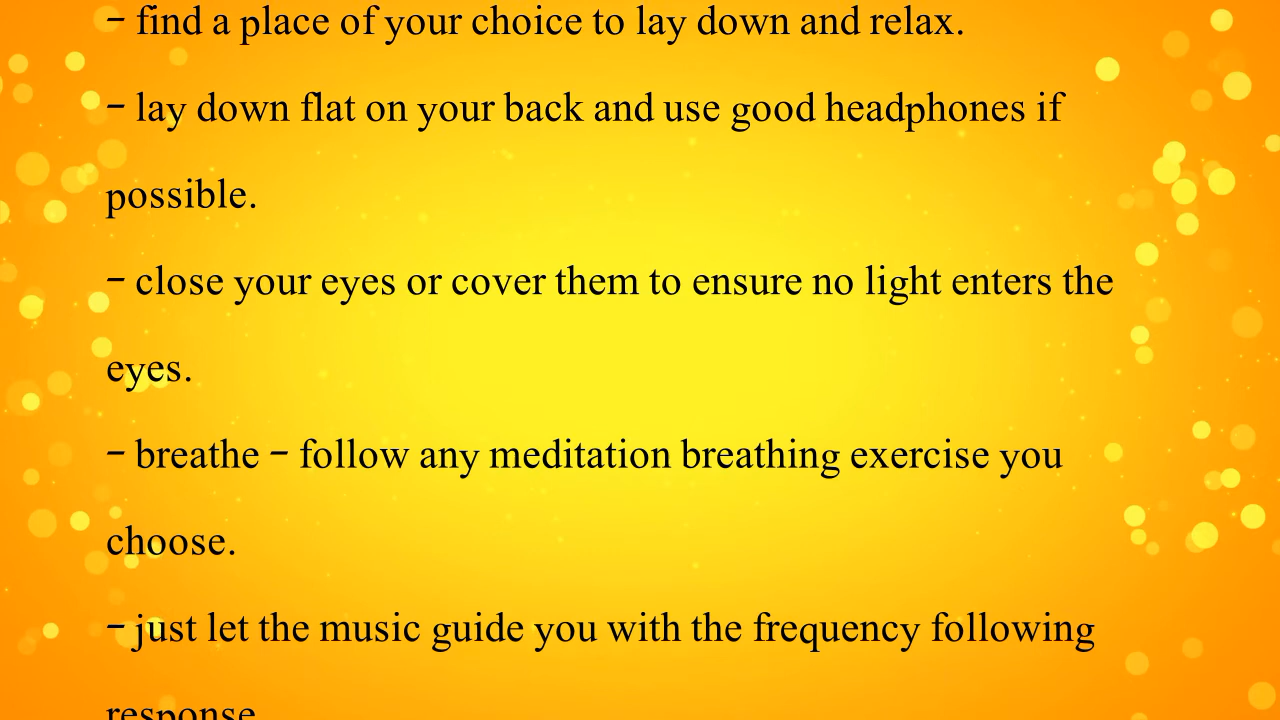 – find a place of your choice to lay down and relax.
– lay down flat on your back and use good headphones if
possible.
– close your eyes or cover them to ensure no light enters the
eyes.
– breathe – follow any meditation breathing exercise you
choose.
– just let the music guide you with the frequency following
response.